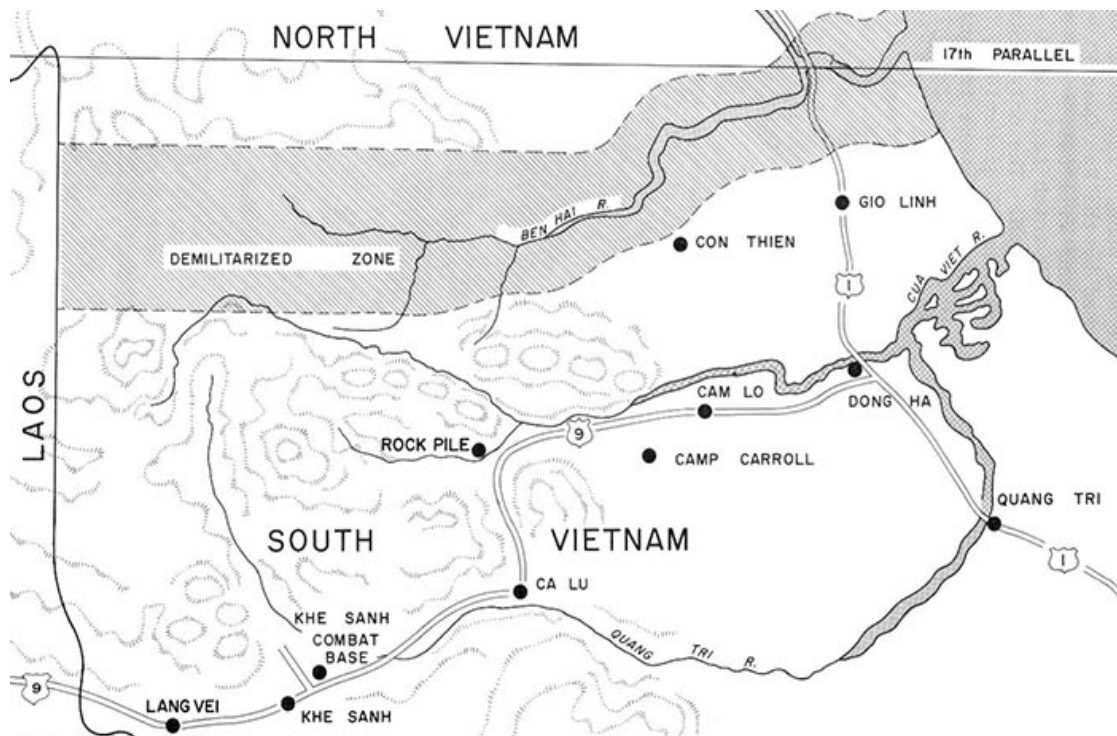 NORTH VIETNAM
17th PARALLEL
GIO LINH
BEN HAI R.
CON THIEN
DEMILITARIZED ZONE
CUA VIET R.
1
LAOS
CAM LO
DONG HA
9
ROCK PILE
CAMP CARROLL
QUANG TRI
SOUTH VIETNAM
1
CA LU
KHE SANH
COMBAT
BASE
QUANG TRI R.
9
LANG VEI
KHE SANH